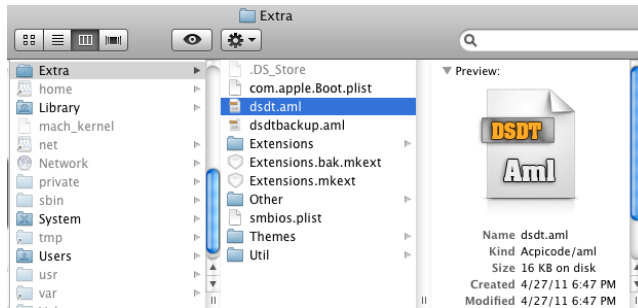 Extra
Extra
home
Library
mach_kernel
net
Network
private
sbin
System
tmp
Users
usr
var
.DS_Store
com.apple.Boot.plist
dsdt.aml
dsdtbackup.aml
Extensions
Extensions.bak.mkext
Extensions.mkext
Other
smbios.plist
Themes
Util
Preview:
DSDT
Aml
Name dsdt.aml
Kind Acpicode/aml
Size 16 KB on disk
Created 4/27/11 6:47 PM
Modified 4/27/11 6:47 PM